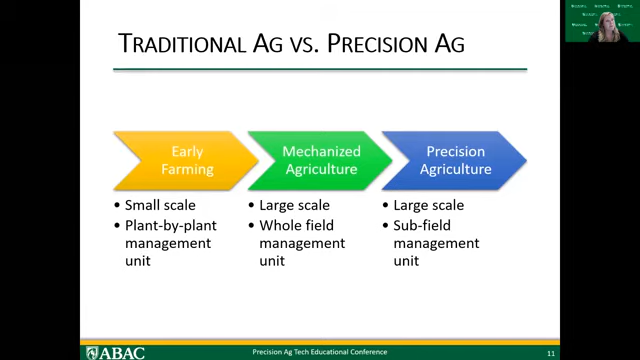 TRADITIONAL AG VS. PRECISION AG
Early
Farming
• Small scale
• Plant-by-plant
management
unit
Mechanized
Agriculture
• Large scale
• Whole field
management
unit
Precision
Agriculture
• Large scale
• Sub-field
management
unit
ABAC
Precision Ag Tech Educational Conference
11